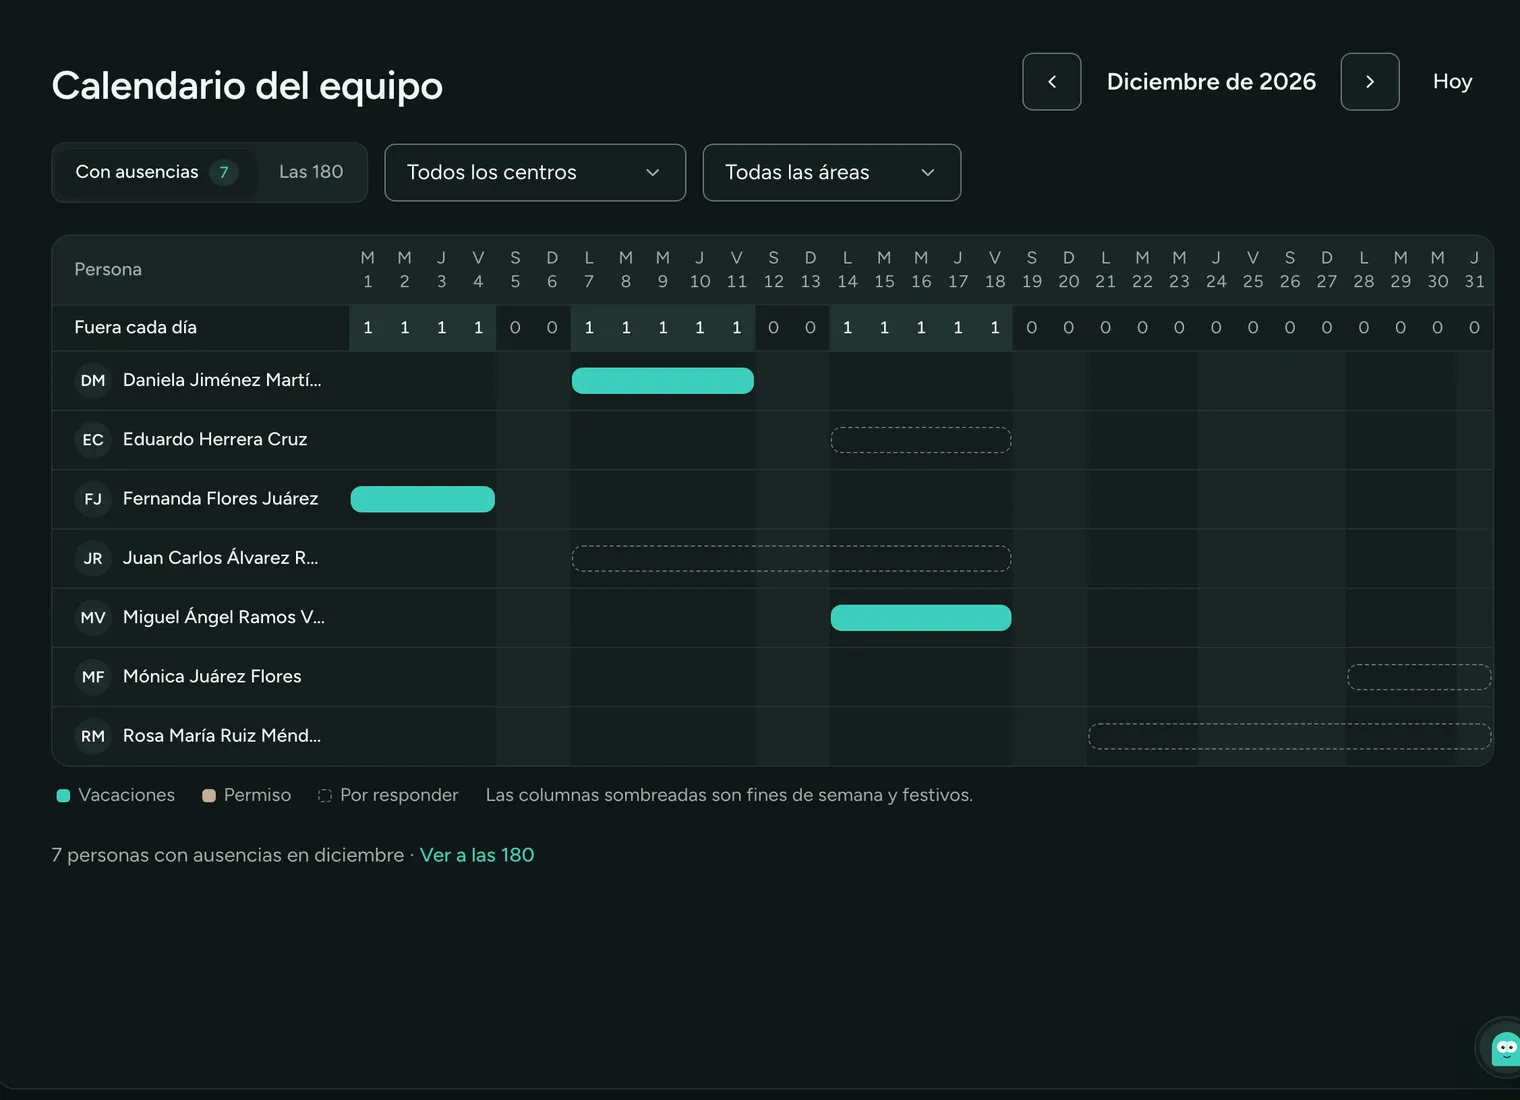 Calendario del equipo
Diciembre de 2026
Hoy
Con ausencias 7
Las 180
Todos los centros
Todas las áreas
Persona
M M J V S D L M M J V S D L M M J V S D L M M J V S D L M M J
1 2 3 4 5 6 7 8 9 10 11 12 13 14 15 16 17 18 19 20 21 22 23 24 25 26 27 28 29 30 31
Fuera cada día 1 1 1 1 0 0 1 1 1 1 1 0 0 1 1 1 1 1 0 0 0 0 0 0 0 0 0 0 0 0 0
DM Daniela Jiménez Martí...
EC Eduardo Herrera Cruz
FJ Fernanda Flores Juárez
JR Juan Carlos Álvarez R...
MV Miguel Ángel Ramos V...
MF Mónica Juárez Flores
RM Rosa María Ruiz Ménd...
Vacaciones Permiso Por responder Las columnas sombreadas son fines de semana y festivos.
7 personas con ausencias en diciembre · Ver a las 180